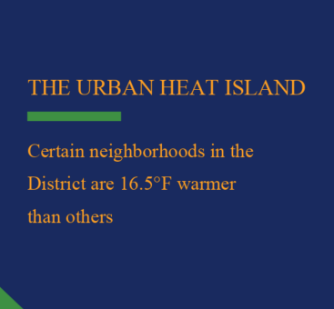 THE URBAN HEAT ISLAND
Certain neighborhoods in the
District are 16.5°F warmer
than others